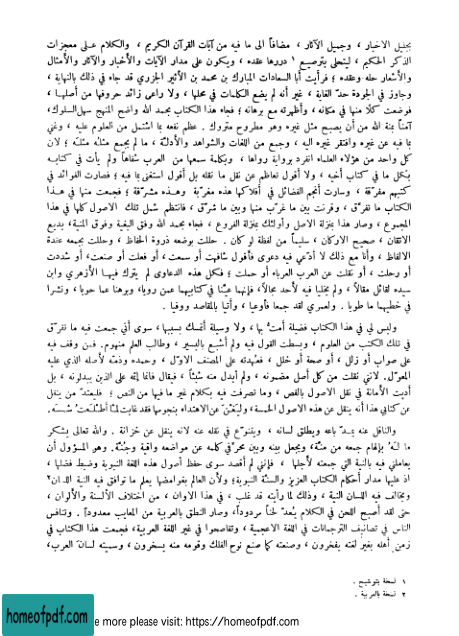 بجليل الاخبار ، وجميل الآثار ، مضافاً الى ما فيه من آيات القرآن الكريم ، والكلام على معجزات
الذكر الحكيم ، ليتحلى بترصيع ١ دررها عقده ، ويكون على مدار الآيات والأخبار والآثار والأمثال
والأشعار حله وعقده ؛ فرأيت أبا السعادات المبارك بن محمد بن الأثير الجزري قد جاء في ذلك بالنهاية ،
وجاوز في الجودة حدّ الغاية ، غير أنه لم يضع الكلمات في محلها ، ولا راعى زائد حروفها من أصلها ،
فوضعت كلاًّ منها في مكانه ، وأظهرته مع برهانه ؛ فجاء هذا الكتاب بحمد الله واضح المنهج سهل السلوك،
آمناً بمنة الله من أن يصبح مثل غيره وهو مطروح متروك . عظم نفعه بما اشتمل من العلوم عليه ، وغني
بما فيه عن غيره وافتقر غيره اليه ، وجمع من اللغات والشواهد والأدلّة ، ما لم يجمع مثلُه مثلَه ؛ لان
كل واحد من هؤلاء العلماء انفرد برواية رواها ، وبكلمة سمعها من العرب شفاهاً ولم يأت في كتابه
بكل ما في كتاب أخيه ، ولا أقول تعاظم عن نقل ما نقله بل أقول استغنى بما فيه ؛ فصارت الفوائد في
كتبهم مفرقة ، وسارت أنجم الفضائل في أفلاكها هذه مغرّبة وهذه مشرّقة ؛ فجمعت منها في هذا
الكتاب ما تفرّق ، وقرنت بين ما غرّب منها وبين ما شرّق ، فانتظم شمل تلك الاصول كلها في هذا
المجموع ، وصار هذا بمنزلة الاصل وأولئك بمنزلة الفروع ، فجاء بحمد الله وفق البغية وفوق المنية، بديع
الاتقان ، صحيح الاركان ، سليماً من لفظة لو كان . حللت بوضعه ذروة الحفاظ ، وحللت بجمعه عقدة
الالفاظ ، وأنا مع ذلك لا أدّعي فيه دعوى فأقول شافهت أو سمعت ، أو فعلت أو صنعت، أو شددت
أو رحلت ، أو نقلت عن العرب العرباء أو حملت ؛ فكل هذه الدعاوى لم يترك فيها الأزهري وابن
سيده لقائل مقالاً ، ولم يخليا فيه لأحد مجالاً، فإنهما عيّنا في كتابيهما عمن رويا، وبرهنا عما حويا، ونشرا
في خطيهما ما طويا . ولعمري لقد جمعا فأوعيا ، وأتيا بالمقاصد ووفيا .
وليس لي في هذا الكتاب فضيلة أمتّ بها ، ولا وسيلة أتمسك بسببها، سوى أني جمعت فيه ما تفرّق
في تلك الكتب من العلوم ، وبسطت القول فيه ولم أشبع باليسير ، وطالب العلم منهوم. فمن وقف فيه
على صواب أو زلل ، أو صحة أو خلل ، فعهدته على المصنف الاوّل ، وحمده وذمّه لأصله الذي عليه
المعوّل. لانني نقلت من كل أصل مضمونه ، ولم أبدل منه شيئاً ، فيقال فانما إثمه على الذين يبدلونه ، بل
أديت الأمانة في نقل الاصول بالفص ، وما تصرفت فيه بكلام غير ما فيها من النص ؛ فليعتدّ من ينقل
عن كتابي هذا أنه ينقل عن هذه الاصول الخمسة، وليَغْنَ عن الاهتداء بنجومها فقد غابت لما أطلعتُ شمسَه.
والناقل عنه يمدّ باعه ويطلق لسانه ، ويتنوّع في نقله عنه لانه ينقل عن خزانة . والله تعالى يشكر
ما لَه بإلهام جمعه من منّة، ويجعل بينه وبين محرّفي كلمه عن مواضعه واقية وجُنّة. وهو المسؤول أن
يعاملني فيه بالنية التي جمعته لأجلها ، فإنني لم أقصد سوى حفظ أصول هذه اللغة النبوية وضبط فضلها ،
اذ عليها مدار أحكام الكتاب العزيز والسنّة النبوية؛ ولأن العالم بغوامضها يعلم ما توافق فيه النية اللسان ؟
ويخالف فيه اللسان النية ، وذلك لما رأيته قد غلب ، في هذا الاوان ، من اختلاف الألسنة والألوان ،
حتى لقد أصبح اللحن في الكلام يُعدّ لحناً مردوداً، وصار النطق بالعربية من المعايب معدوداً . وتنافس
الناس في تصانيف الترجمانات في اللغة الاعجمية ، وتفاصحوا في غير اللغة العربية، فجمعت هذا الكتاب في
زمن أهله بغير لغته يفخرون ، وصنعته كما صنع نوح الفلك وقومه منه يسخرون ، وسميته لسان العرب،
١ نسخة بتوشيح .
٢ نسخة بالعربية .
homeofpdf.com
e more please visit: https://homeofpdf.com